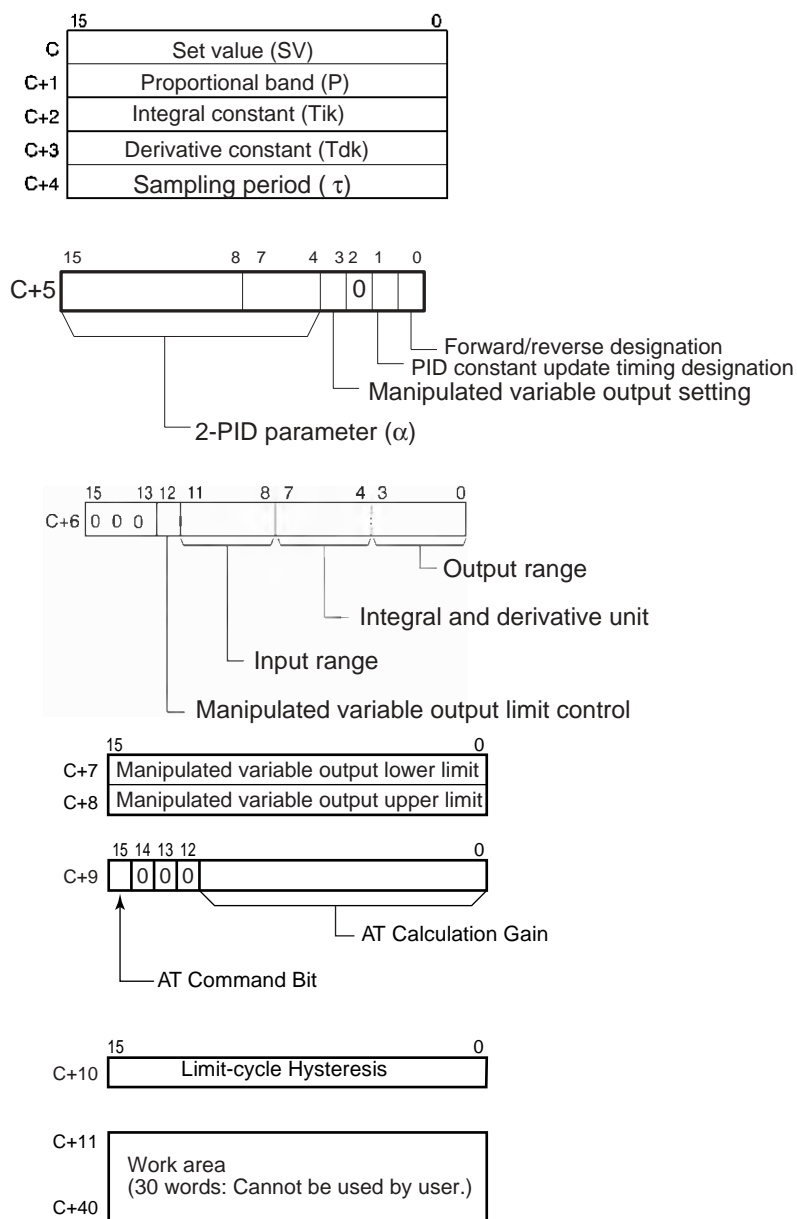 15 0
C Set value (SV)
C+1 Proportional band (P)
C+2 Integral constant (Tik)
C+3 Derivative constant (Tdk)
C+4 Sampling period ( τ)
15 8 7 4 3 2 1 0
C+5 0
Forward/reverse designation
PID constant update timing designation
Manipulated variable output setting
2-PID parameter (α)
15 13 12 11 8 7 4 3 0
C+6 0 0 0
Output range
Integral and derivative unit
Input range
Manipulated variable output limit control
15 0
C+7 Manipulated variable output lower limit
C+8 Manipulated variable output upper limit
15 14 13 12 0
C+9 0 0 0
AT Calculation Gain
AT Command Bit
15 0
C+10 Limit-cycle Hysteresis
C+11
Work area
(30 words: Cannot be used by user.)
C+40